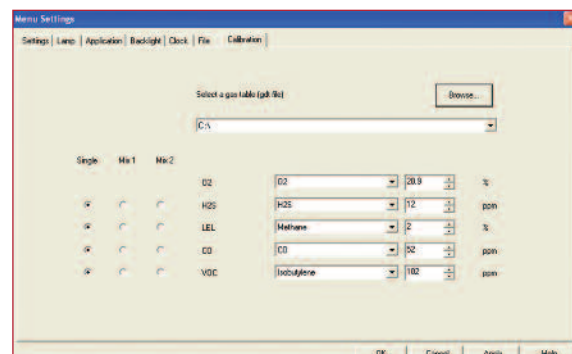 Menu Settings
Settings Lamp Application Backlight Clock File Calibration
Select a gas table (gdt file) Browse...
C:\
Single Mix 1 Mix 2
O2 O2 20.9 %
H2S H2S 12 ppm
LEL Methane 2 %
CO CO 52 ppm
VOC Isobutylene 102 ppm
OK Cancel Apply Help